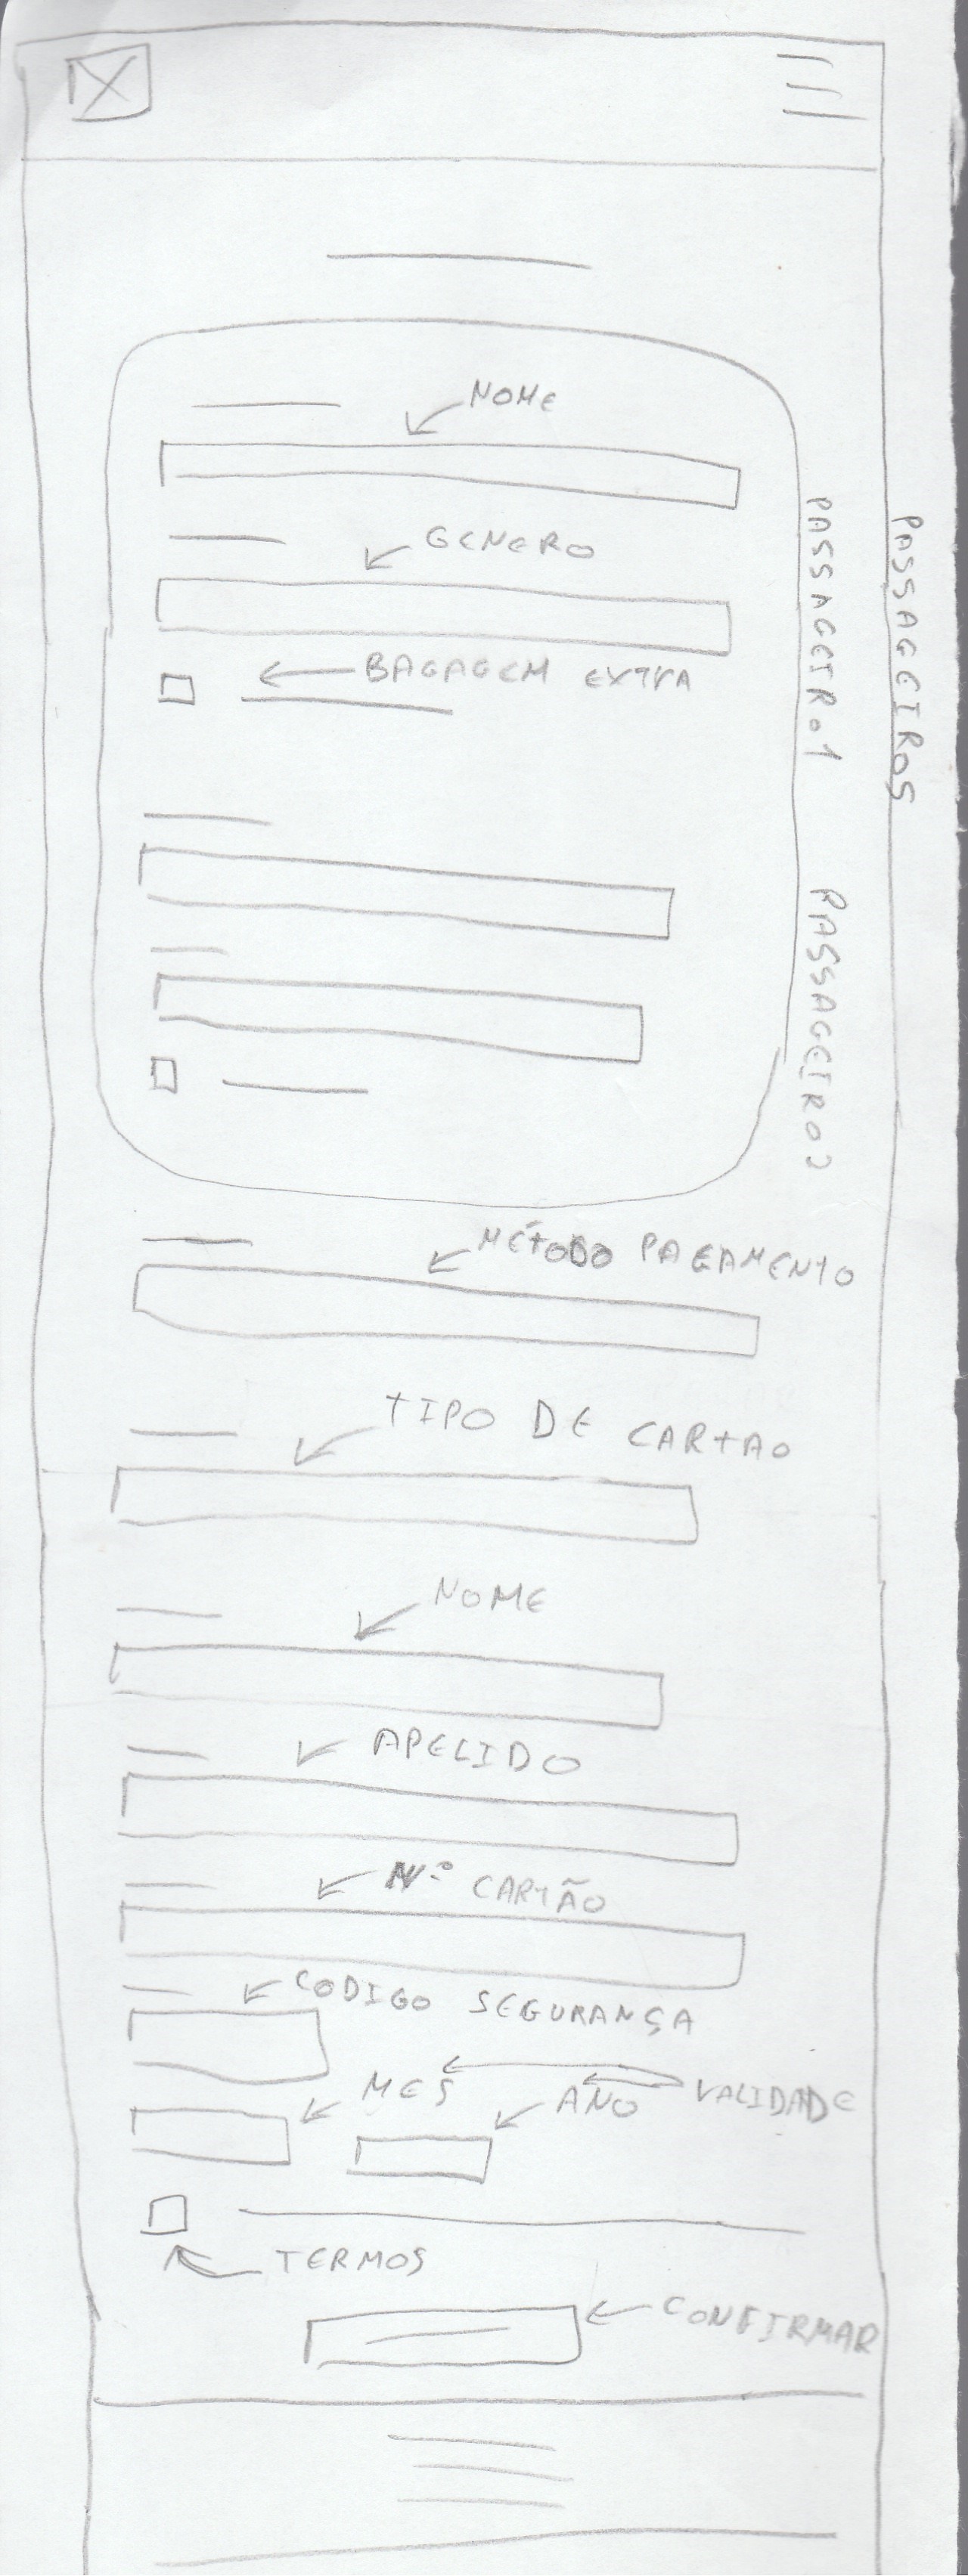 NOME
GENERO
BAGAGEM EXTRA
PASSAGEIRO 1
PASSAGEIROS
PASSAGEIRO 2
MÉTODO PAGAMENTO
TIPO DE CARTAO
NOME
APELIDO
Nº CARTÃO
CODIGO SEGURANÇA
MES
ANO
VALIDADE
TERMOS
CONFIRMAR